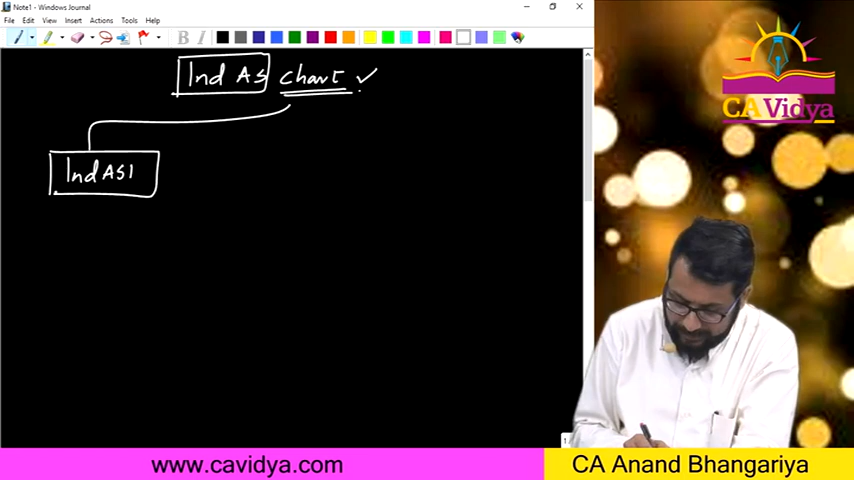 Note1 - Windows Journal
File Edit View Insert Actions Tools Help
B I
Ind AS chart
Ind AS1
1
CA Vidya
www.cavidya.com
CA Anand Bhangariya